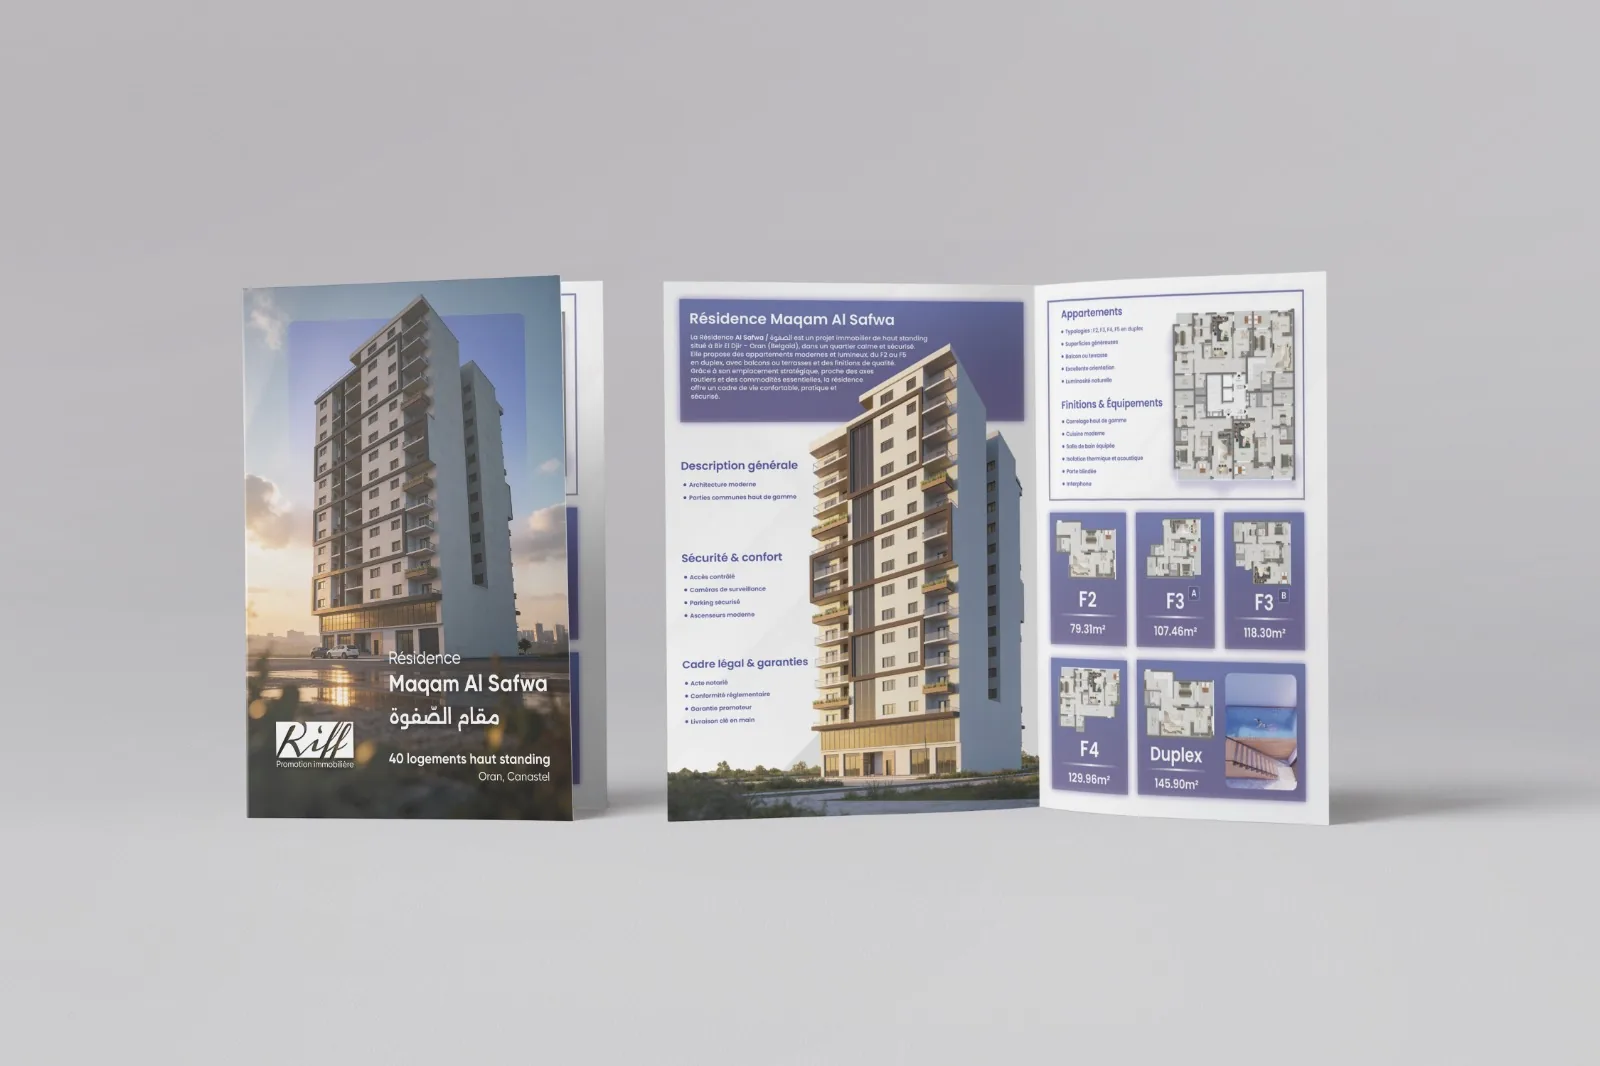 Résidence
Maqam Al Safwa
مقام الصّفوة
Riff
Promotion immobilière
40 logements haut standing
Oran, Canastel
Résidence Maqam Al Safwa
La Résidence Al Safwa / الصفوة est un projet immobilier de haut standing
situé à Bir El Djir – Oran (Belgaïd), dans un quartier calme et sécurisé.
Elle propose des appartements modernes et lumineux, du F2 au F5
en duplex, avec balcons ou terrasses et des finitions de qualité.
Grâce à son emplacement stratégique, proche des axes
routiers et des commodités essentielles, la résidence
offre un cadre de vie confortable, pratique et
sécurisé.
Description générale
• Architecture moderne
• Parties communes haut de gamme
Sécurité & confort
• Accès contrôlé
• Caméras de surveillance
• Parking sécurisé
• Ascenseurs moderne
Cadre légal & garanties
• Acte notarié
• Conformité réglementaire
• Garantie promoteur
• Livraison clé en main
Appartements
• Typologies : F2, F3, F4, F5 en duplex
• Superficies généreuses
• Balcon ou terrasse
• Excellente orientation
• Luminosité naturelle
Finitions & Équipements
• Carrelage haut de gamme
• Cuisine moderne
• Salle de bain équipée
• Isolation thermique et acoustique
• Porte blindée
• Interphone
F2
79.31m²
F3 A
107.46m²
F3 B
118.30m²
F4
129.96m²
Duplex
145.90m²